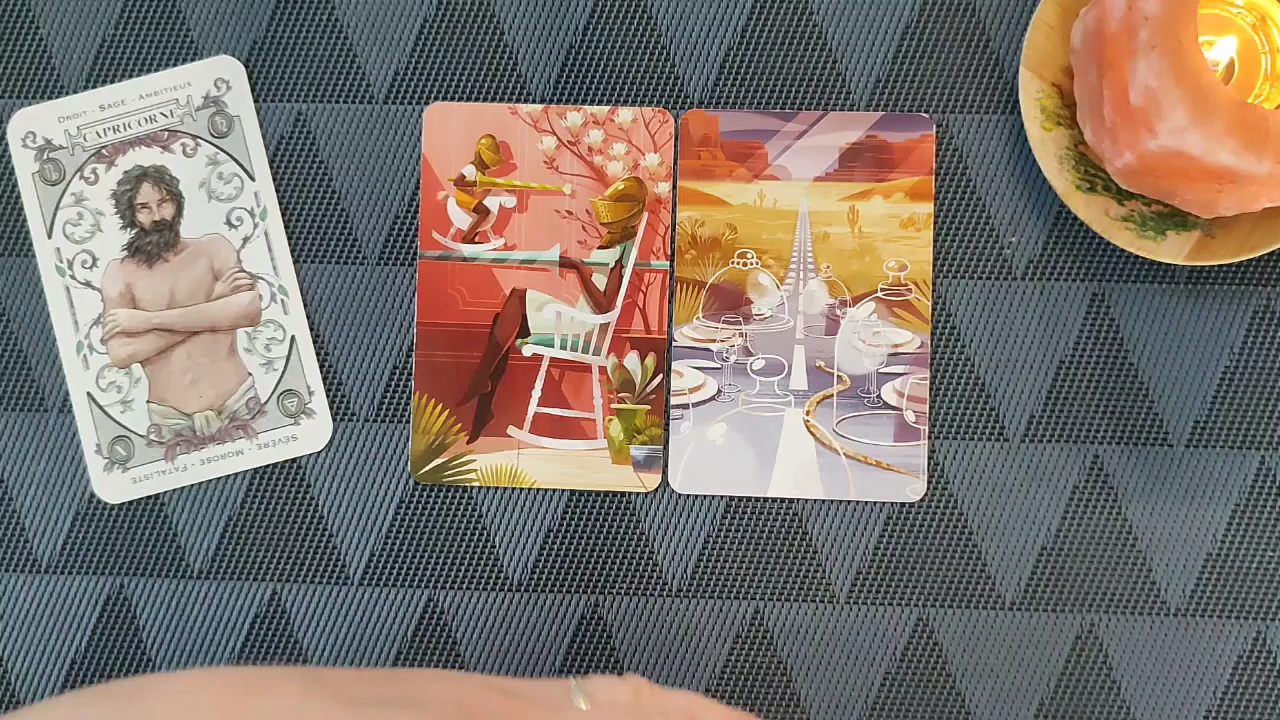 DROIT - SAGE - AMBITIEUX
CAPRICORNE
SÉVÈRE - MOROSE - FATALISTE